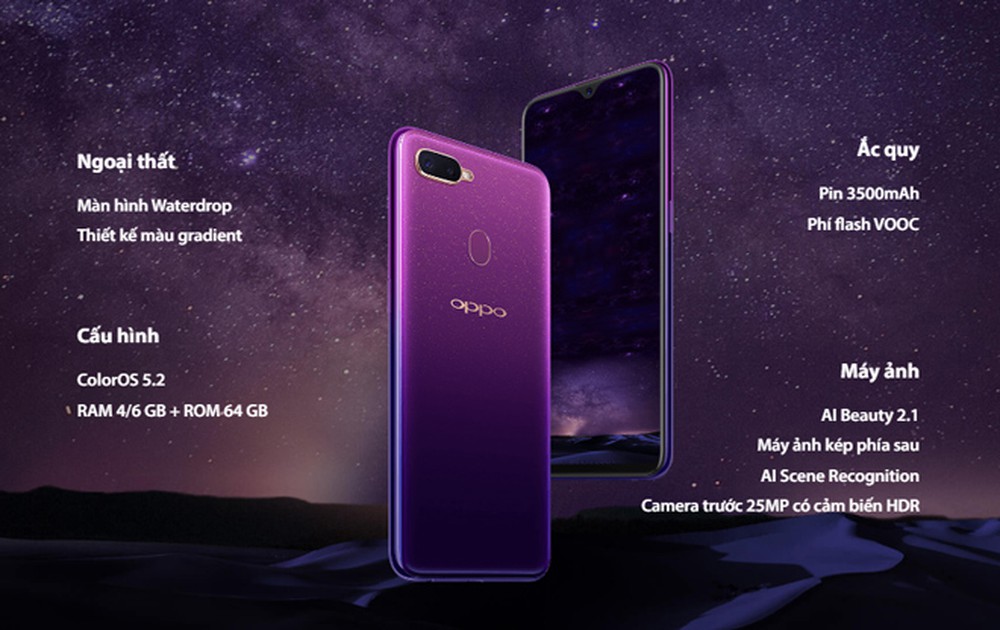 Ngoại thất
Màn hình Waterdrop
Thiết kế màu gradient
Cấu hình
ColorOS 5.2
RAM 4/6 GB + ROM 64 GB
oppo
Ắc quy
Pin 3500mAh
Phí flash VOOC
Máy ảnh
AI Beauty 2.1
Máy ảnh kép phía sau
AI Scene Recognition
Camera trước 25MP có cảm biến HDR